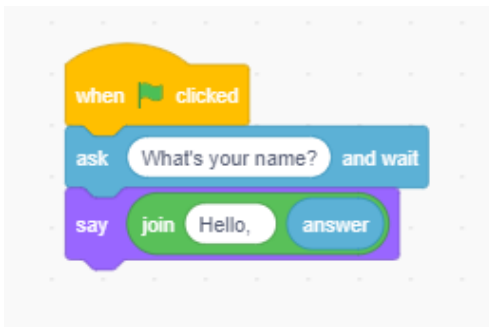 when clicked
ask What's your name? and wait
say join Hello, answer